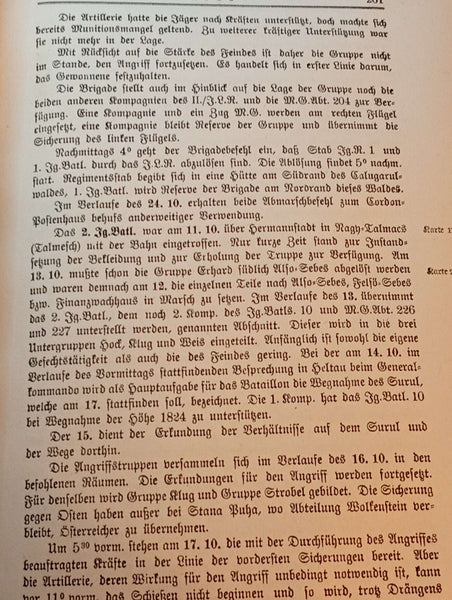 201
Die Artillerie hatte die Jäger nach Kräften unterstützt, doch machte sich
bereits Munitionsmangel geltend. Zu weiterer kräftiger Unterstützung war
sie nicht mehr in der Lage.
Mit Rücksicht auf die Stärke des Feindes ist daher die Gruppe nicht
im Stande, den Angriff fortzusetzen. Es handelt sich in erster Linie darum,
das Gewonnene festzuhalten.
Die Brigade stellt auch im Hinblick auf die Lage der Gruppe noch die
beiden anderen Kompagnien des II./J.L.R. und die M.G.Abt. 204 zur Ver-
fügung. Eine Kompagnie und ein Zug M.G. werden am rechten Flügel
eingesetzt, eine Kompagnie bleibt Reserve der Gruppe und übernimmt die
Sicherung des linken Flügels.
Nachmittags 4⁰ geht der Brigadebefehl ein, daß Stab Jg.R. 1 und
1. Jg.Batl. durch das J.L.R. abzulösen sind. Die Ablösung findet 5⁰ nachm.
statt. Regimentsstab begibt sich in eine Hütte am Südrand des Calugarul-
waldes, 1. Jg.Batl. wird Reserve der Brigade am Nordrand dieses Waldes.
Im Verlaufe des 24. 10. erhalten beide Abmarschbefehl zum Cordon-
Postenhaus behufs anderweitiger Verwendung.
Das 2. Jg.Batl. war am 11. 10. über Hermannstadt in Nagy-Talmacs
(Talmesch) mit der Bahn eingetroffen. Nur kurze Zeit stand zur Instand-
setzung der Bekleidung und zur Erholung der Truppe zur Verfügung. Am
13. 10. mußte schon die Gruppe Erhard südlich Also-Sebes abgelöst werden
und waren demnach am 12. die einzelnen Teile nach Also-Sebes, Felsö-Sebes
bzw. Finanzwachhaus in Marsch zu setzen. Im Verlaufe des 13. übernimmt
das 2. Jg.Batl., dem noch 2. Komp. des Jg.Batls. 10 und M.G.Abt. 226
und 227 unterstellt werden, genannten Abschnitt. Dieser wird in die drei
Untergruppen Hock, Klug und Weis eingeteilt. Anfänglich ist sowohl die eigene
Gefechtstätigkeit als auch die des Feindes gering. Bei der am 14. 10. im
Verlaufe des Vormittags stattfindenden Besprechung in Heltau beim General-
kommando wird als Hauptaufgabe für das Bataillon die Wegnahme des Surul,
welche am 17. stattfinden soll, bezeichnet. Die 1. Komp. hat das Jg.Batl. 10
bei Wegnahme der Höhe 1824 zu unterstützen.
Der 15. dient der Erkundung der Verhältnisse auf dem Surul und
der Wege dorthin.
Die Angriffstruppen versammeln sich im Verlaufe des 16. 10. in den
befohlenen Räumen. Die Erkundungen für den Angriff werden fortgesetzt.
Für denselben wird Gruppe Klug und Gruppe Strobel gebildet. Die Sicherung
gegen Osten haben außer bei Stana Puha, wo Abteilung Wolkenstein ver-
bleibt, Österreicher zu übernehmen.
Um 5³⁰ vorm. stehen am 17. 10. die mit der Durchführung des Angriffes
beauftragten Kräfte in der Linie der vordersten Sicherungen bereit. Aber
die Artillerie, deren Wirkung für den Angriff unbedingt notwendig ist, kann
vor 11⁰ vorm. das Schießen nicht beginnen und so wird, trotz Drängens
Karte 1
Karte